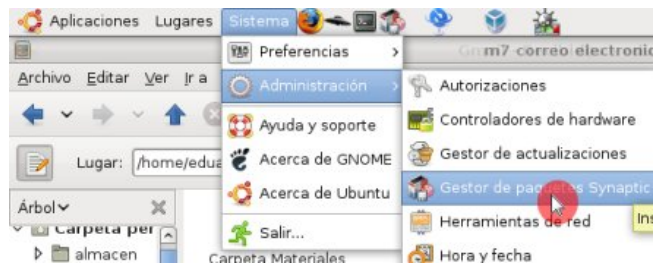 Aplicaciones Lugares Sistema
Preferencias
m7 correo electronic
Archivo Editar Ver Ir a
Administración
Autorizaciones
Controladores de hardware
Ayuda y soporte
Gestor de actualizaciones
Lugar: /home/edua
Acerca de GNOME
Gestor de paquetes Synaptic
Acerca de Ubuntu
Ins
Árbol
Herramientas de red
Carpeta per
Salir...
almacen
Carpeta Materiales
Hora y fecha